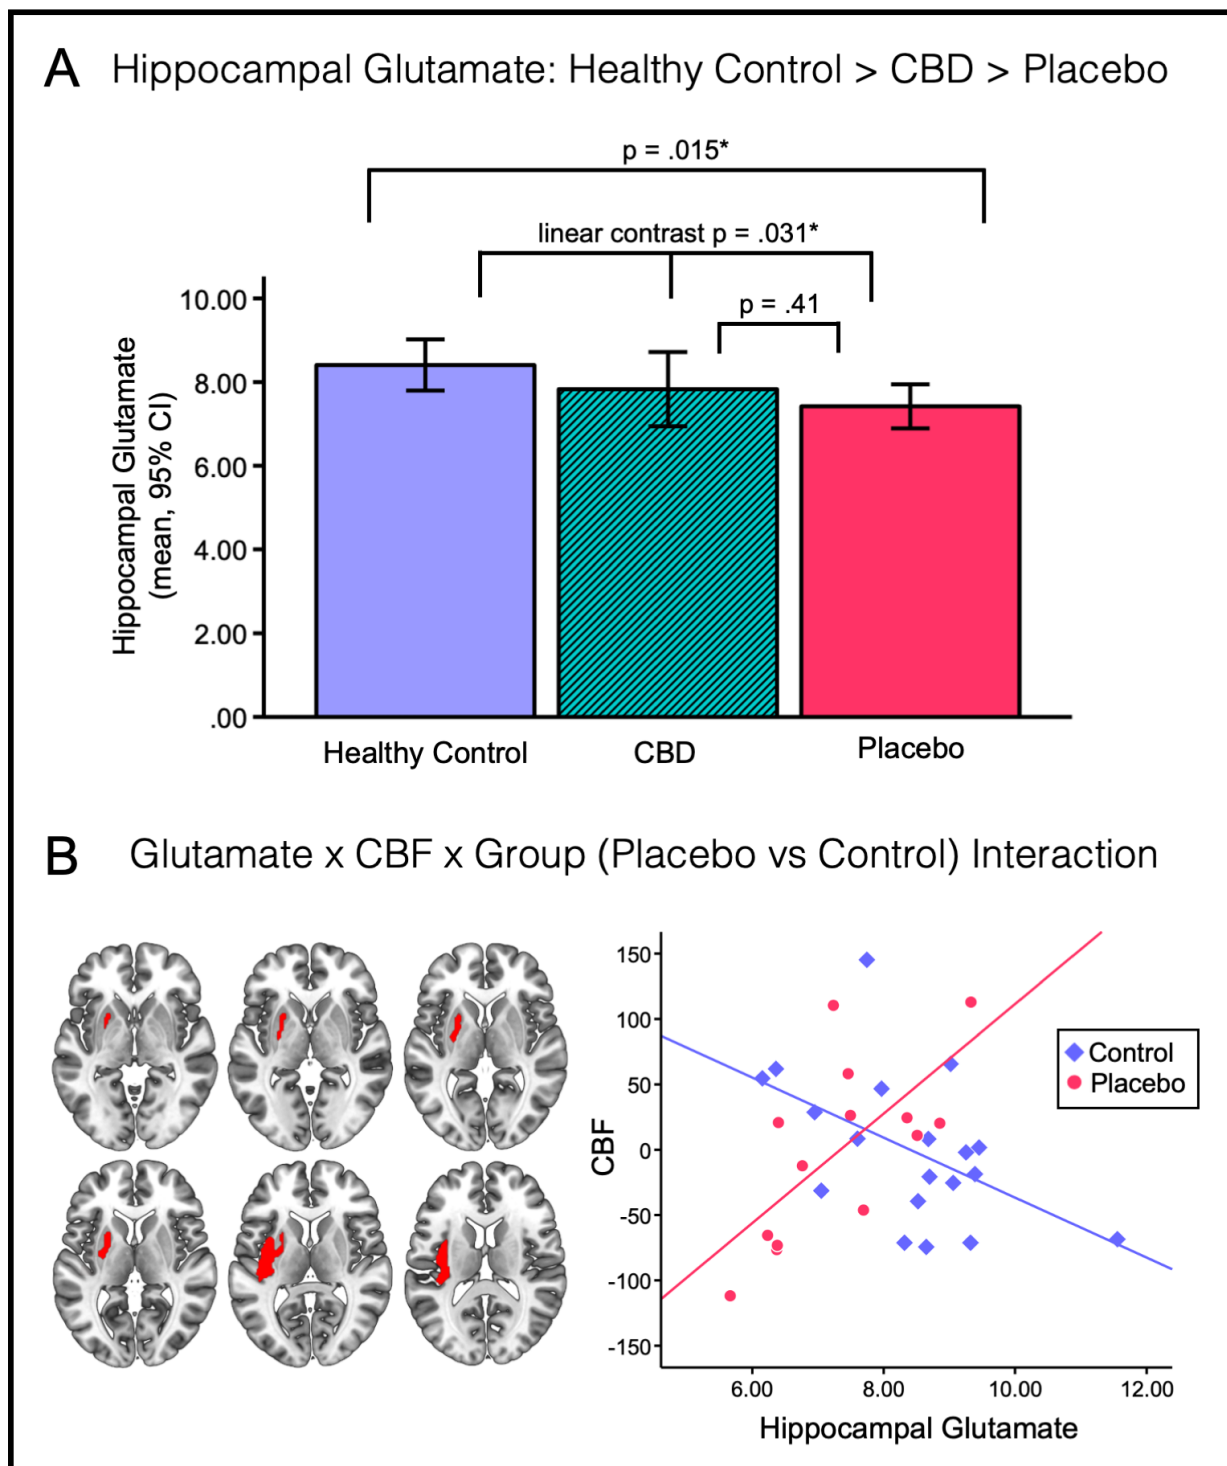 A Hippocampal Glutamate: Healthy Control > CBD > Placebo
p = .015*
linear contrast p = .031*
p = .41
Hippocampal Glutamate
(mean, 95% CI)
10.00
8.00
6.00
4.00
2.00
.00
Healthy Control
CBD
Placebo
B Glutamate x CBF x Group (Placebo vs Control) Interaction
CBF
150
100
50
0
-50
-100
-150
Control
Placebo
6.00
8.00
10.00
12.00
Hippocampal Glutamate